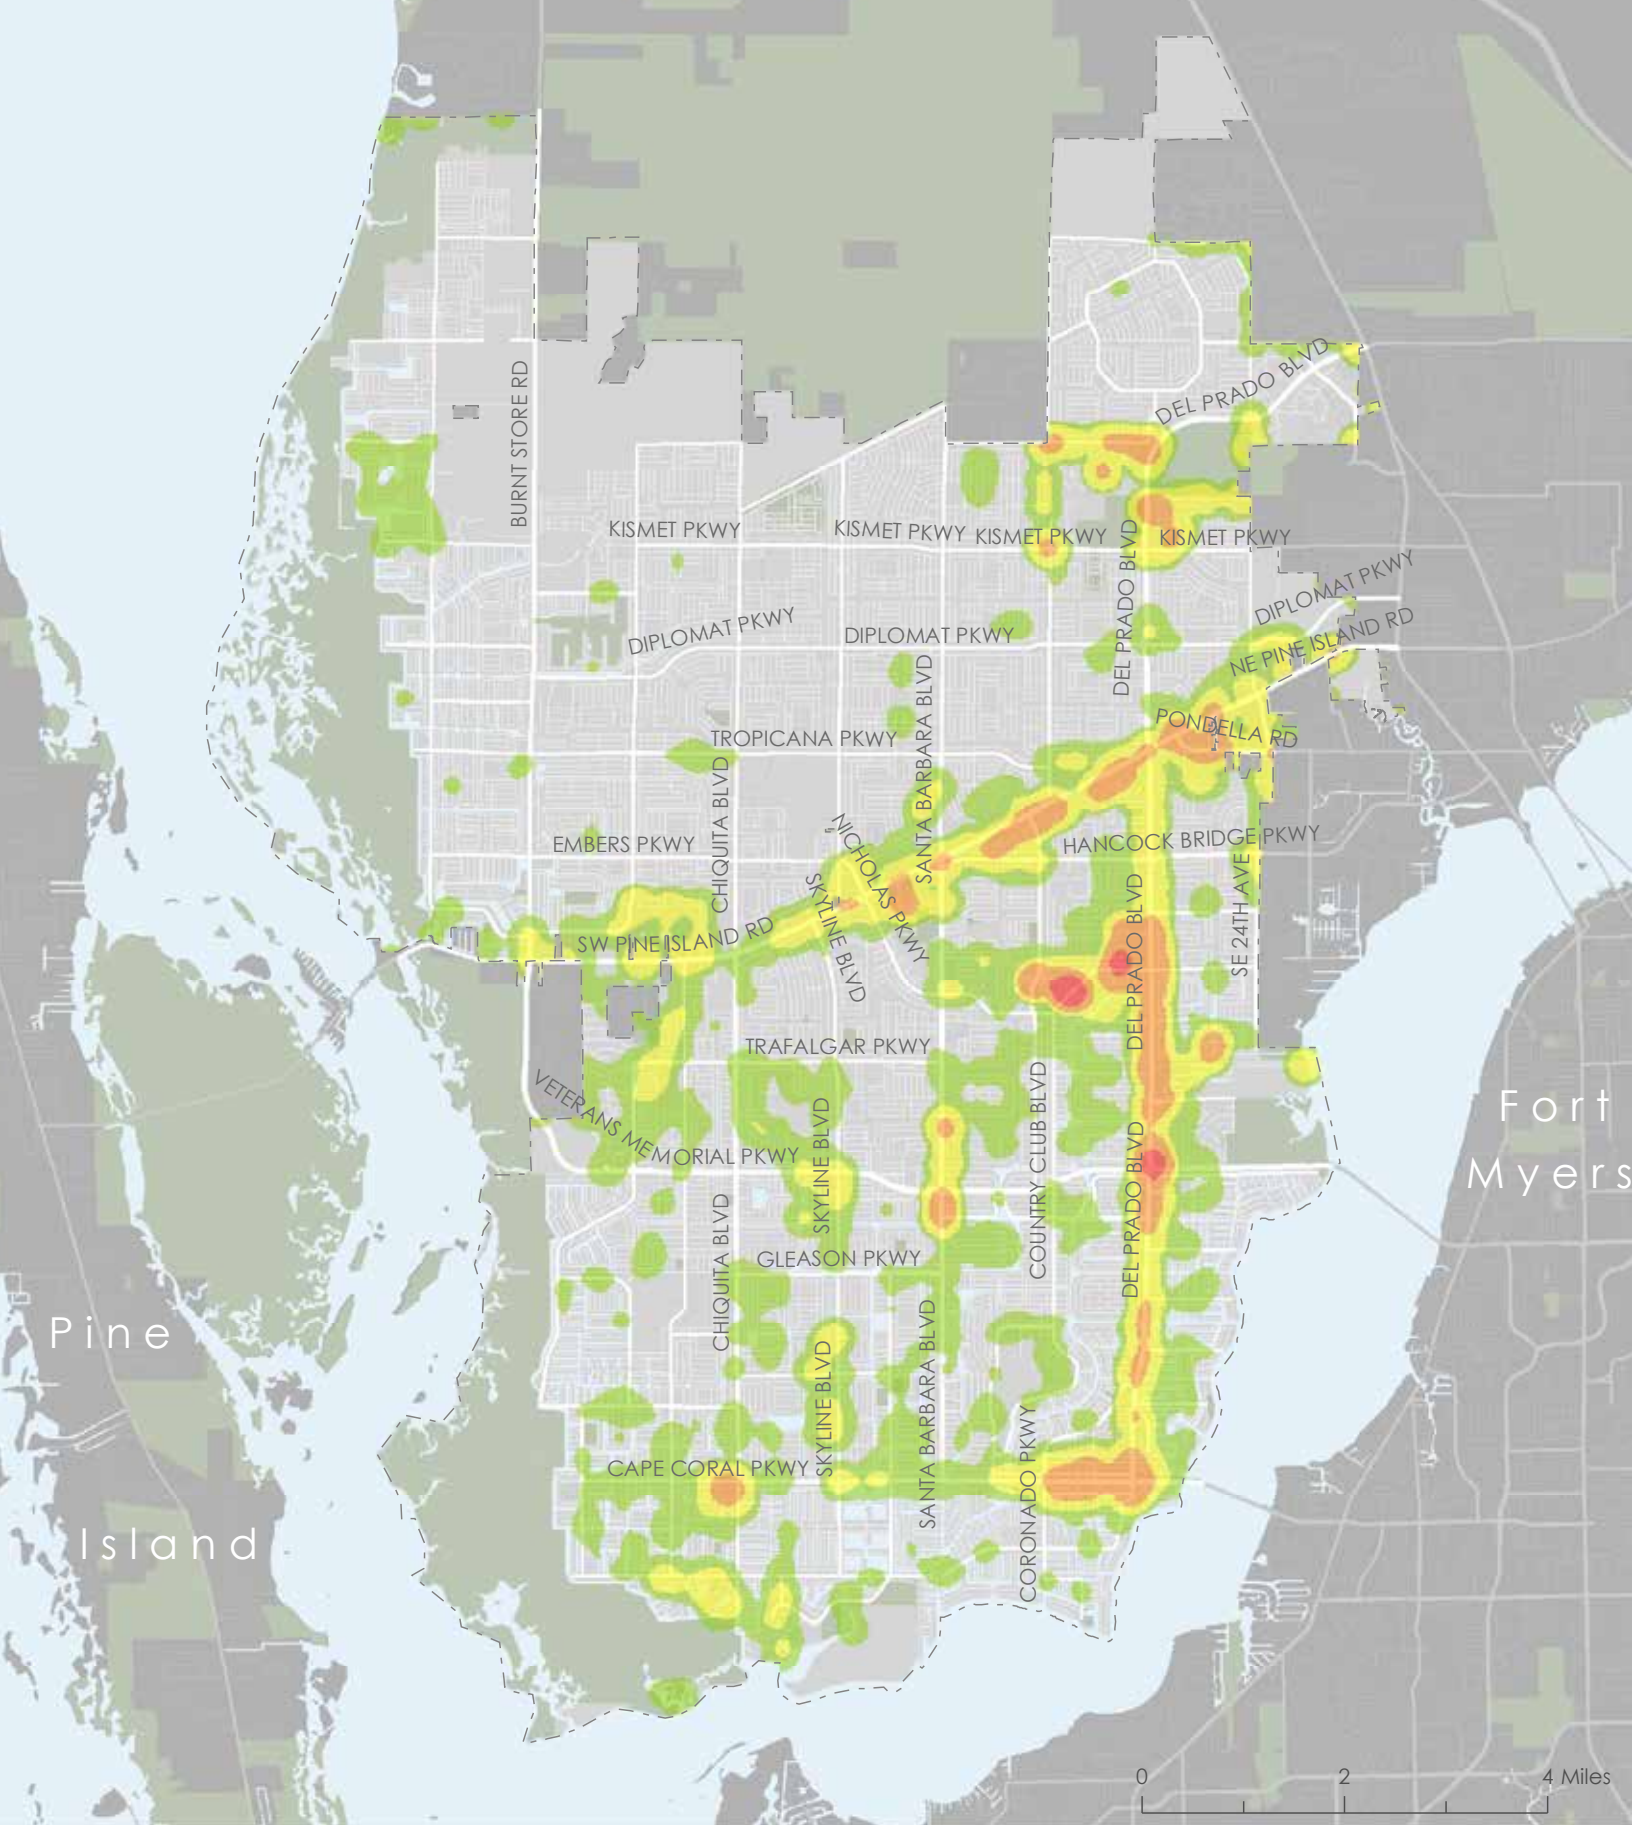 DEL PRADO BLVD
BURNT STORE RD
KISMET PKWY
KISMET PKWY
KISMET PKWY
KISMET PKWY
DEL PRADO BLVD
DIPLOMAT PKWY
DIPLOMAT PKWY
DIPLOMAT PKWY
NE PINE ISLAND RD
SANTA BARBARA BLVD
PONDELLA RD
TROPICANA PKWY
CHIQUITA BLVD
NICHOLAS PKWY
HANCOCK BRIDGE PKWY
EMBERS PKWY
SKYLINE BLVD
DEL PRADO BLVD
SE 24TH AVE
SW PINE ISLAND RD
TRAFALGAR PKWY
VETERANS MEMORIAL PKWY
SKYLINE BLVD
COUNTRY CLUB BLVD
DEL PRADO BLVD
Fort
Myers
CHIQUITA BLVD
GLEASON PKWY
Pine
Island
SKYLINE BLVD
SANTA BARBARA BLVD
CORONADO PKWY
CAPE CORAL PKWY
0 2 4 Miles